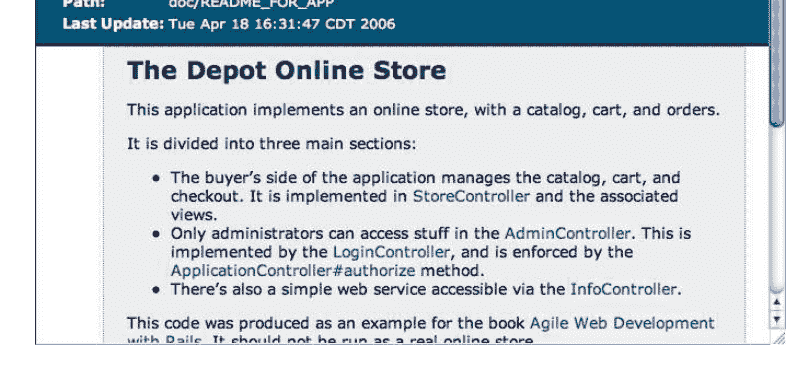 Path: doc/README_FOR_APP
Last Update: Tue Apr 18 16:31:47 CDT 2006
The Depot Online Store
This application implements an online store, with a catalog, cart, and orders.
It is divided into three main sections:
• The buyer's side of the application manages the catalog, cart, and
checkout. It is implemented in StoreController and the associated
views.
• Only administrators can access stuff in the AdminController. This is
implemented by the LoginController, and is enforced by the
ApplicationController#authorize method.
• There's also a simple web service accessible via the InfoController.
This code was produced as an example for the book Agile Web Development
with Rails. It should not be run as a real online store.